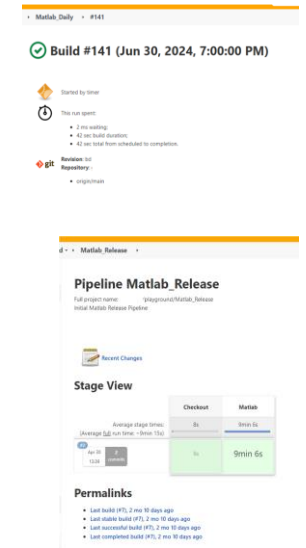 Matlab_Daily › #141
Build #141 (Jun 30, 2024, 7:00:00 PM)
Started by timer
This run spent:
2 ms waiting;
42 sec build duration;
42 sec total from scheduled to completion.
git
Revision:
Repository:
origin/main
Matlab_Release ›
Pipeline Matlab_Release
Full project name: playground/Matlab_Release
Initial Matlab Release Pipeline
Recent Changes
Stage View
Checkout Matlab
Average stage times: 8s 9min 6s
(Average full run time: ~9min 15s)
#7
Apr 20
commits
9min 6s
Permalinks
Last build (#7), 2 mo 10 days ago
Last stable build (#7), 2 mo 10 days ago
Last successful build (#7), 2 mo 10 days ago
Last completed build (#7), 2 mo 10 days ago